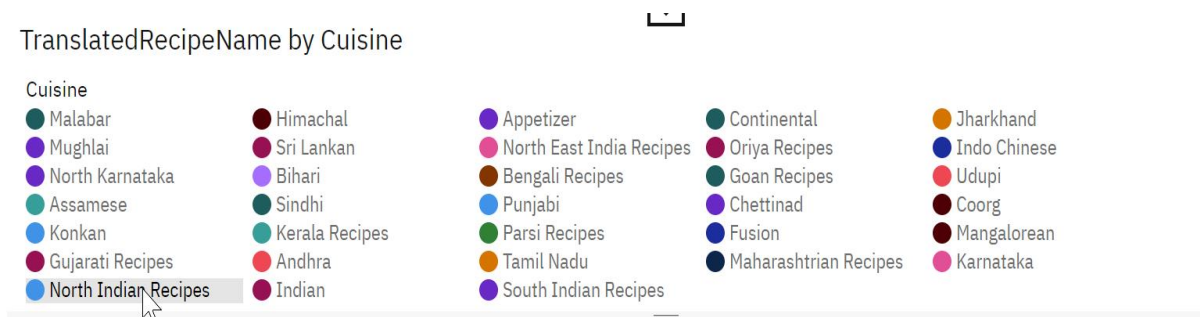 TranslatedRecipeName by Cuisine
Cuisine
Malabar Himachal Appetizer Continental Jharkhand
Mughlai Sri Lankan North East India Recipes Oriya Recipes Indo Chinese
North Karnataka Bihari Bengali Recipes Goan Recipes Udupi
Assamese Sindhi Punjabi Chettinad Coorg
Konkan Kerala Recipes Parsi Recipes Fusion Mangalorean
Gujarati Recipes Andhra Tamil Nadu Maharashtrian Recipes Karnataka
North Indian Recipes Indian South Indian Recipes